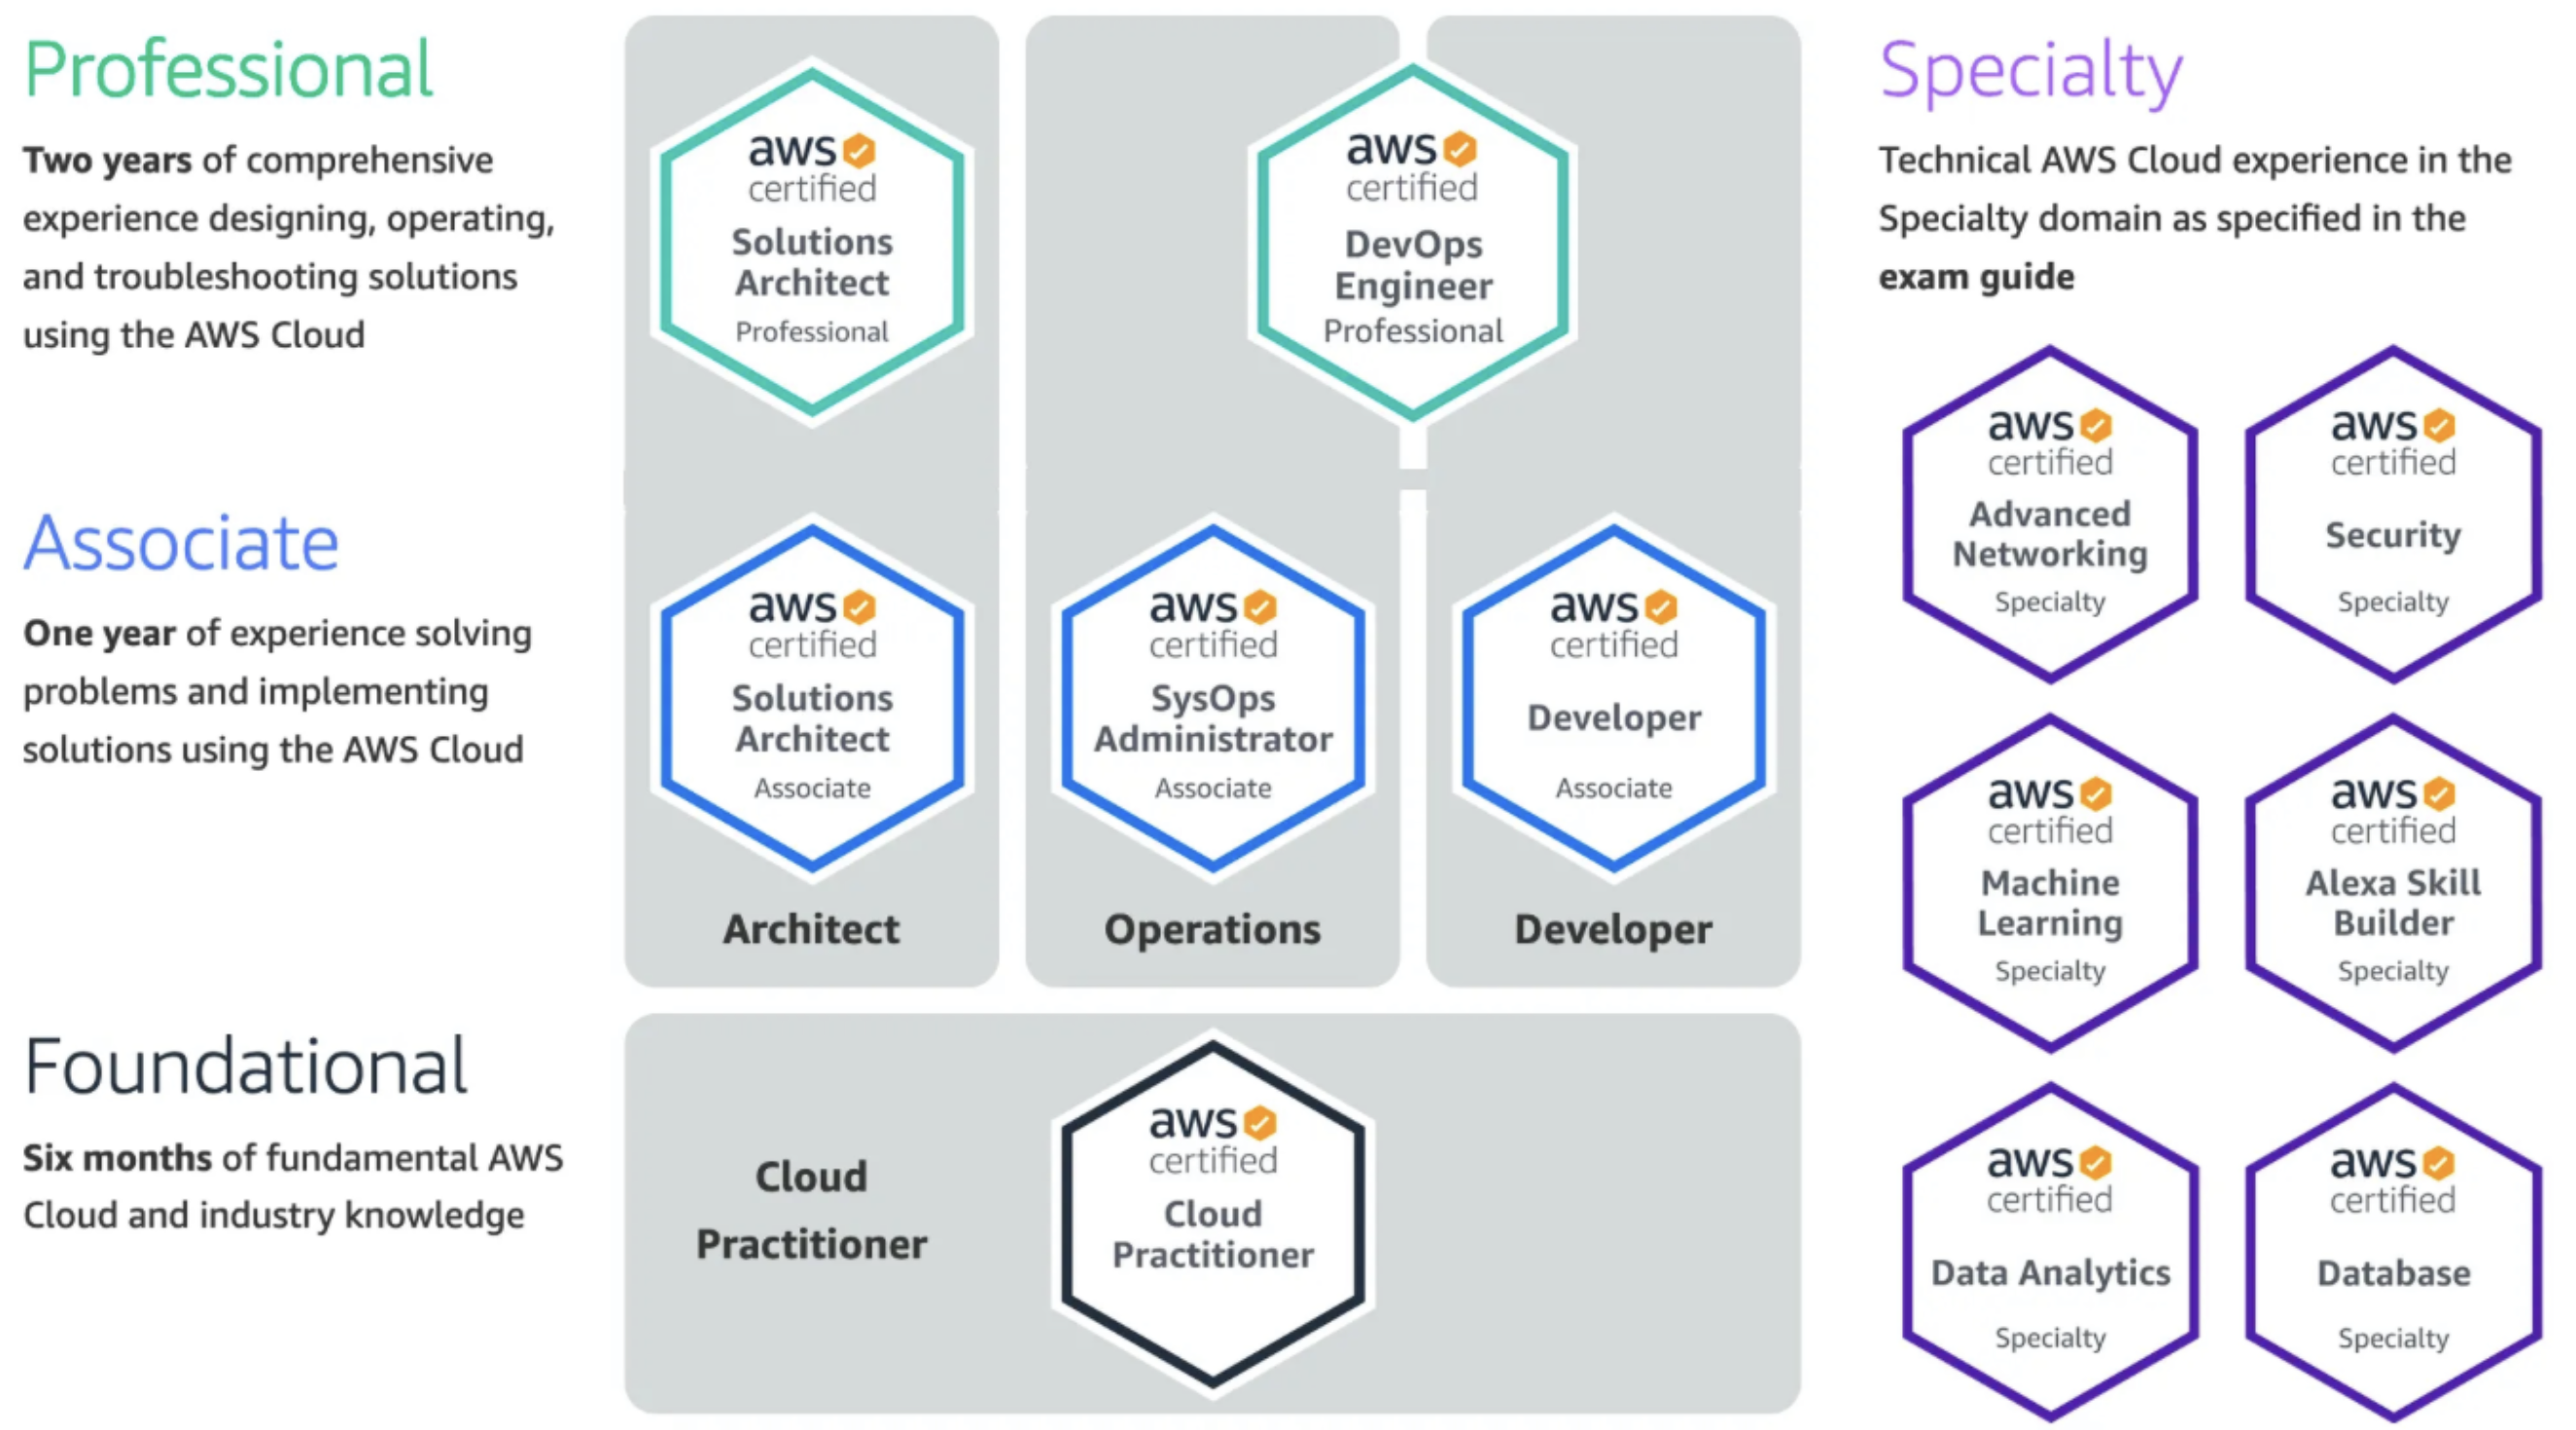 Professional
Two years of comprehensive
experience designing, operating,
and troubleshooting solutions
using the AWS Cloud
aws
certified
Solutions
Architect
Professional
aws
certified
DevOps
Engineer
Professional
Associate
One year of experience solving
problems and implementing
solutions using the AWS Cloud
aws
certified
Solutions
Architect
Associate
Architect
aws
certified
SysOps
Administrator
Associate
Operations
aws
certified
Developer
Associate
Developer
Foundational
Six months of fundamental AWS
Cloud and industry knowledge
Cloud
Practitioner
aws
certified
Cloud
Practitioner
Specialty
Technical AWS Cloud experience in the
Specialty domain as specified in the
exam guide
aws
certified
Advanced
Networking
Specialty
aws
certified
Security
Specialty
aws
certified
Machine
Learning
Specialty
aws
certified
Alexa Skill
Builder
Specialty
aws
certified
Data Analytics
Specialty
aws
certified
Database
Specialty